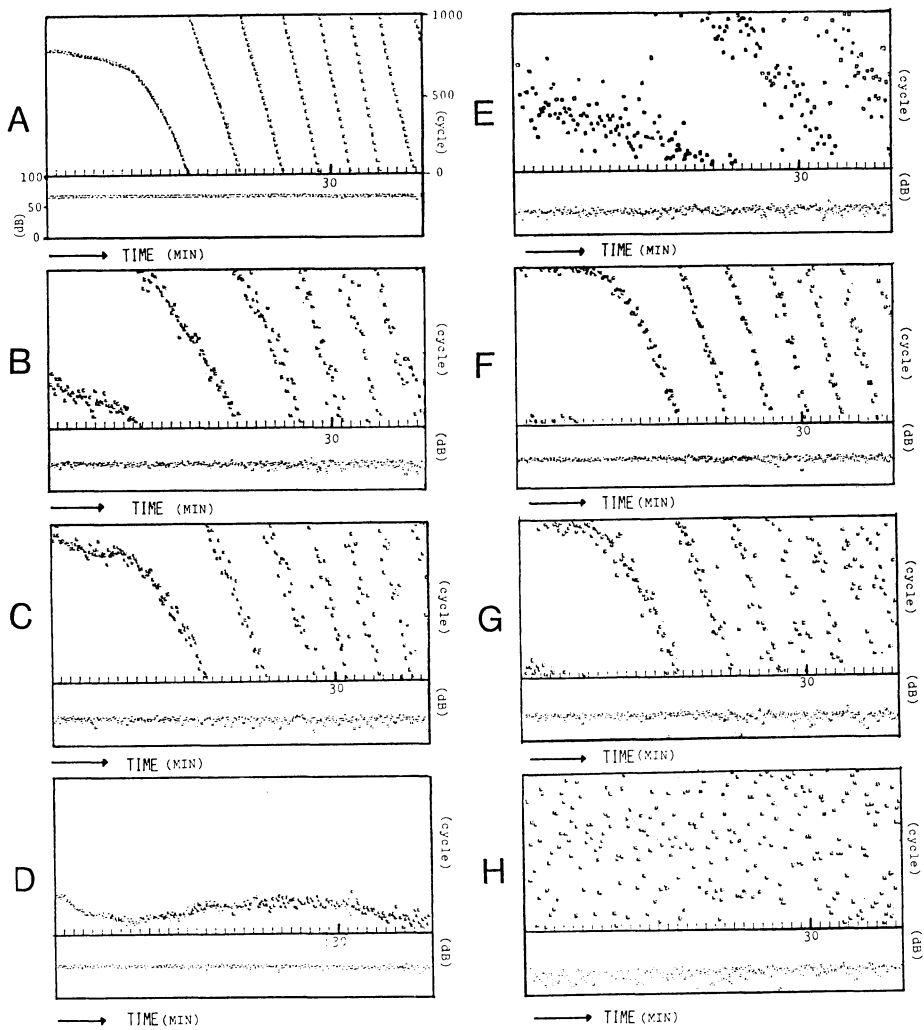 A
1000
500
0
(cycle)
30
100
50
0
(dB)
TIME (MIN)
B
(cycle)
30
(dB)
TIME (MIN)
C
(cycle)
30
(dB)
TIME (MIN)
D
(cycle)
(dB)
TIME (MIN)
E
(cycle)
30
(dB)
TIME (MIN)
F
(cycle)
30
(dB)
TIME (MIN)
G
(cycle)
30
(dB)
TIME (MIN)
H
(cycle)
30
(dB)
TIME (MIN)